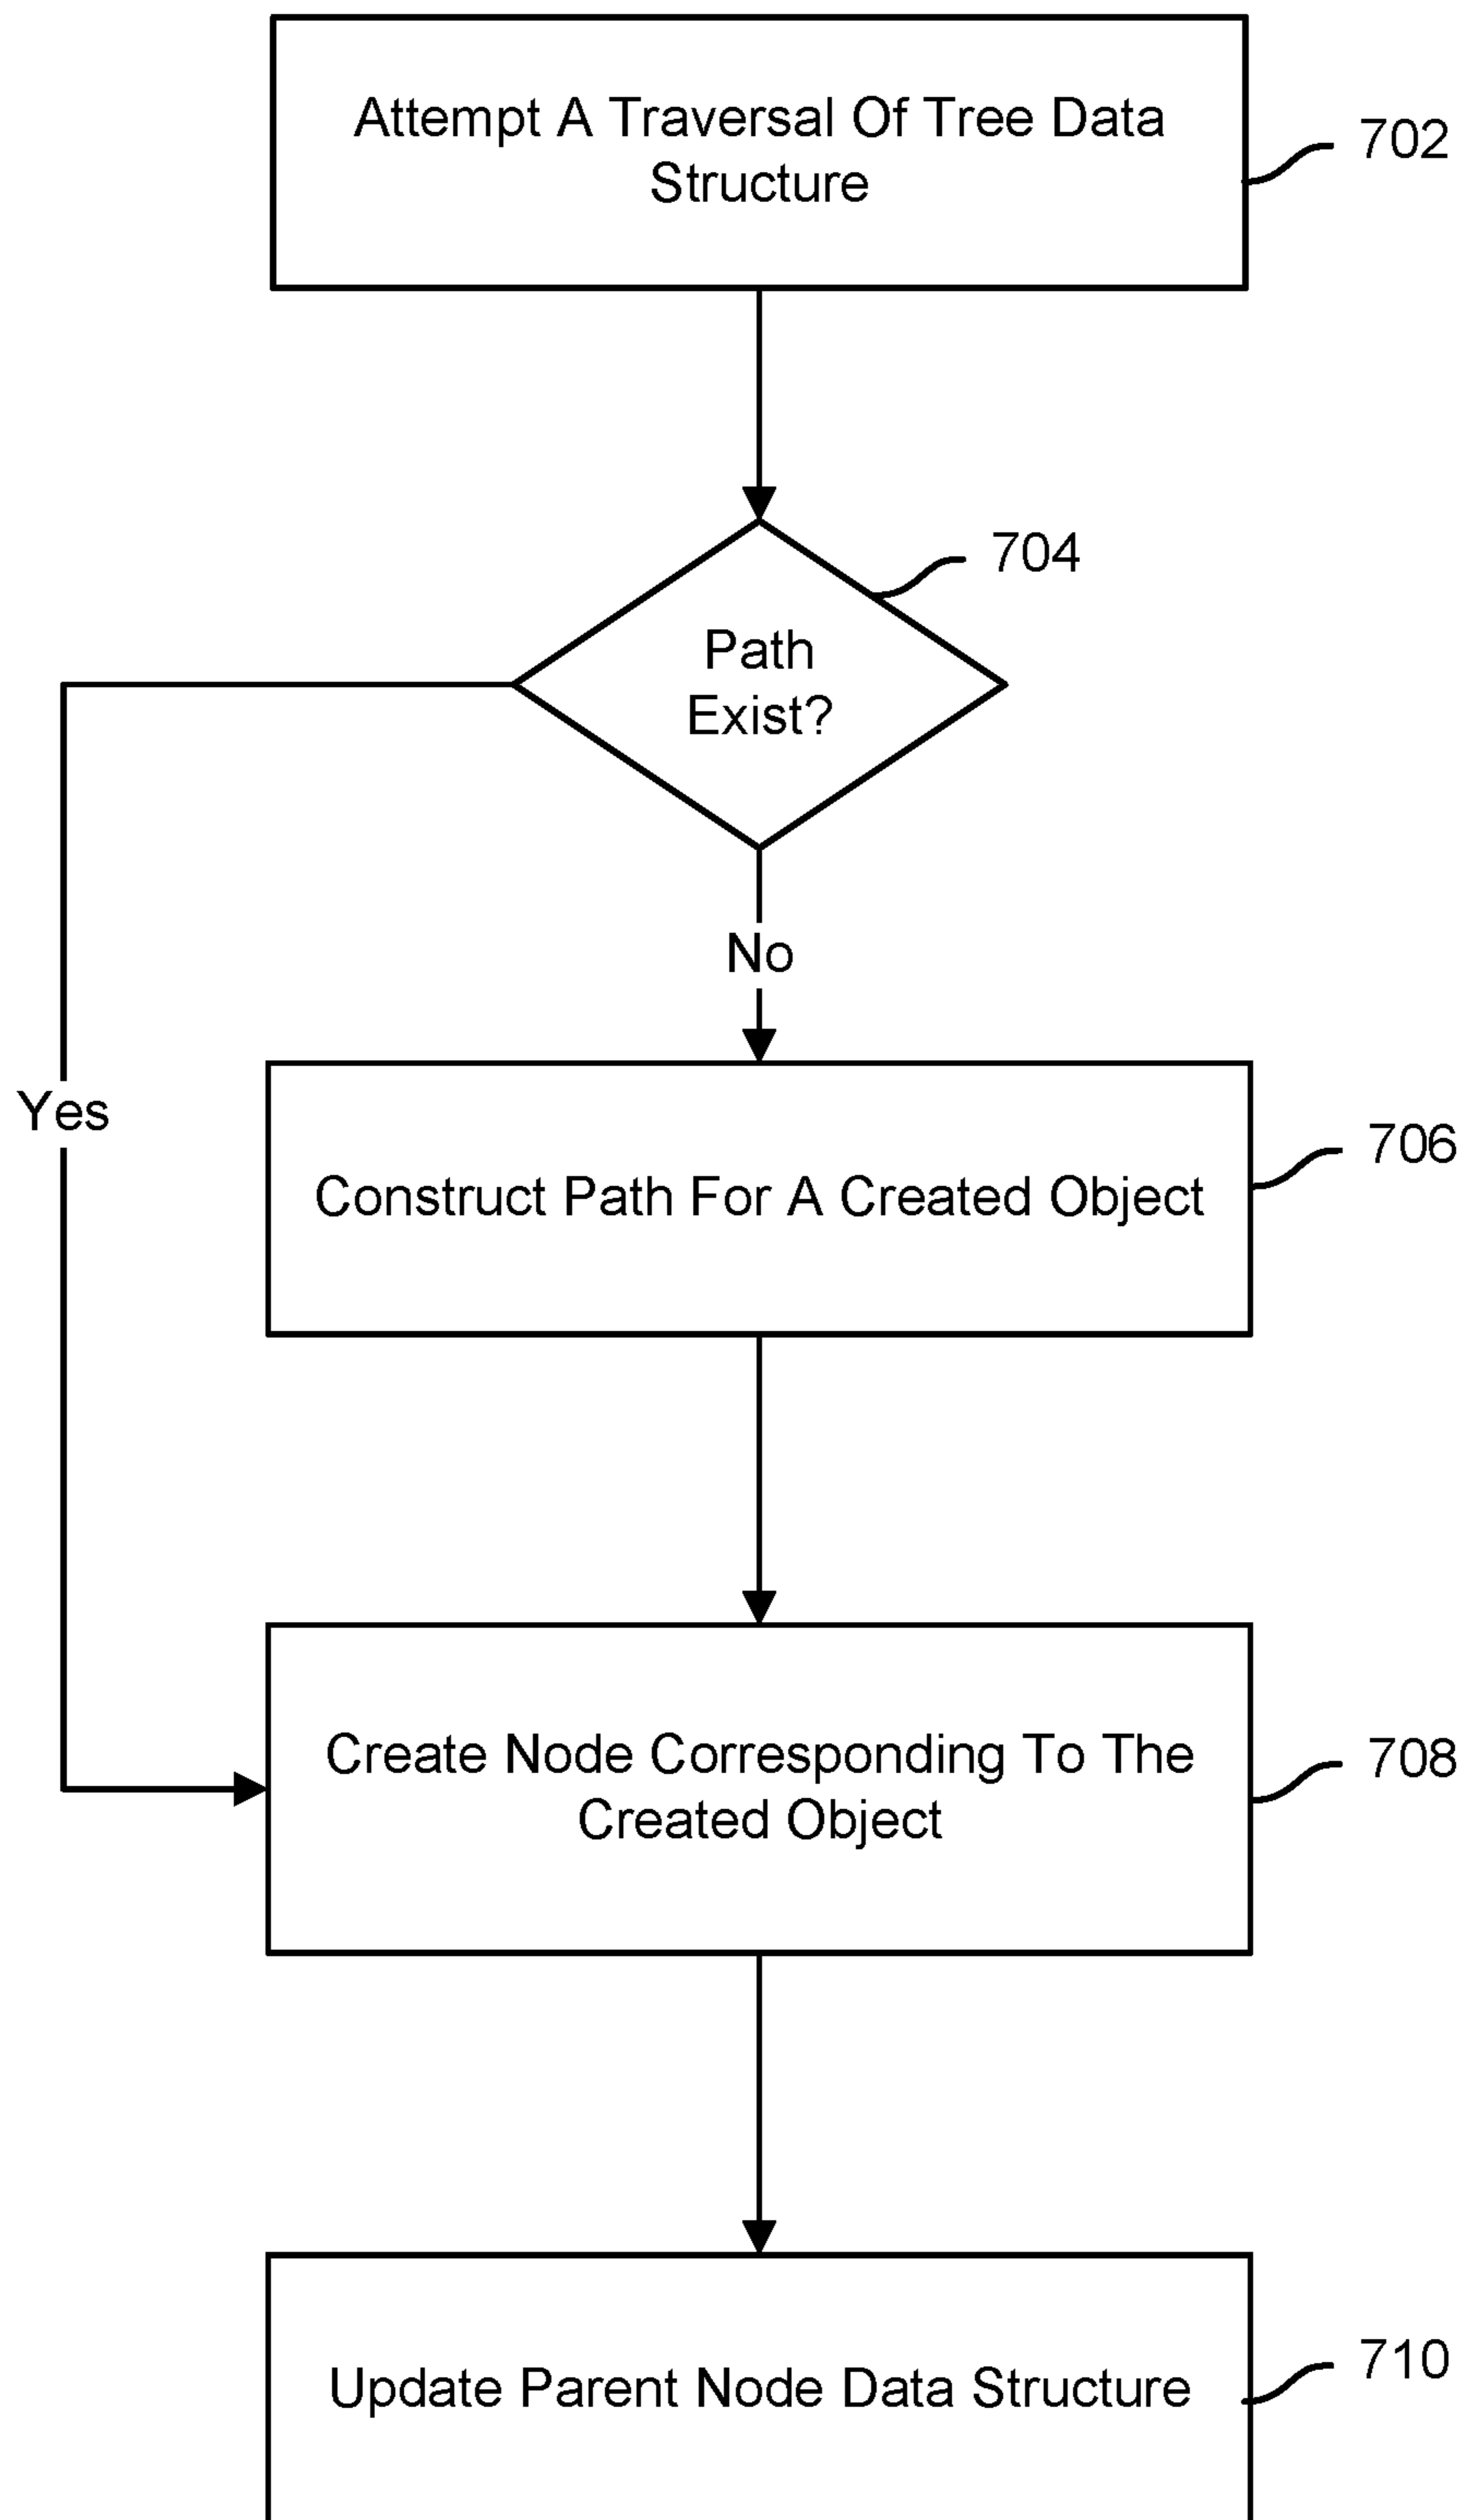 Attempt A Traversal Of Tree Data
Structure
702
704
Path
Exist?
No
Yes
706
Construct Path For A Created Object
708
Create Node Corresponding To The
Created Object
710
Update Parent Node Data Structure